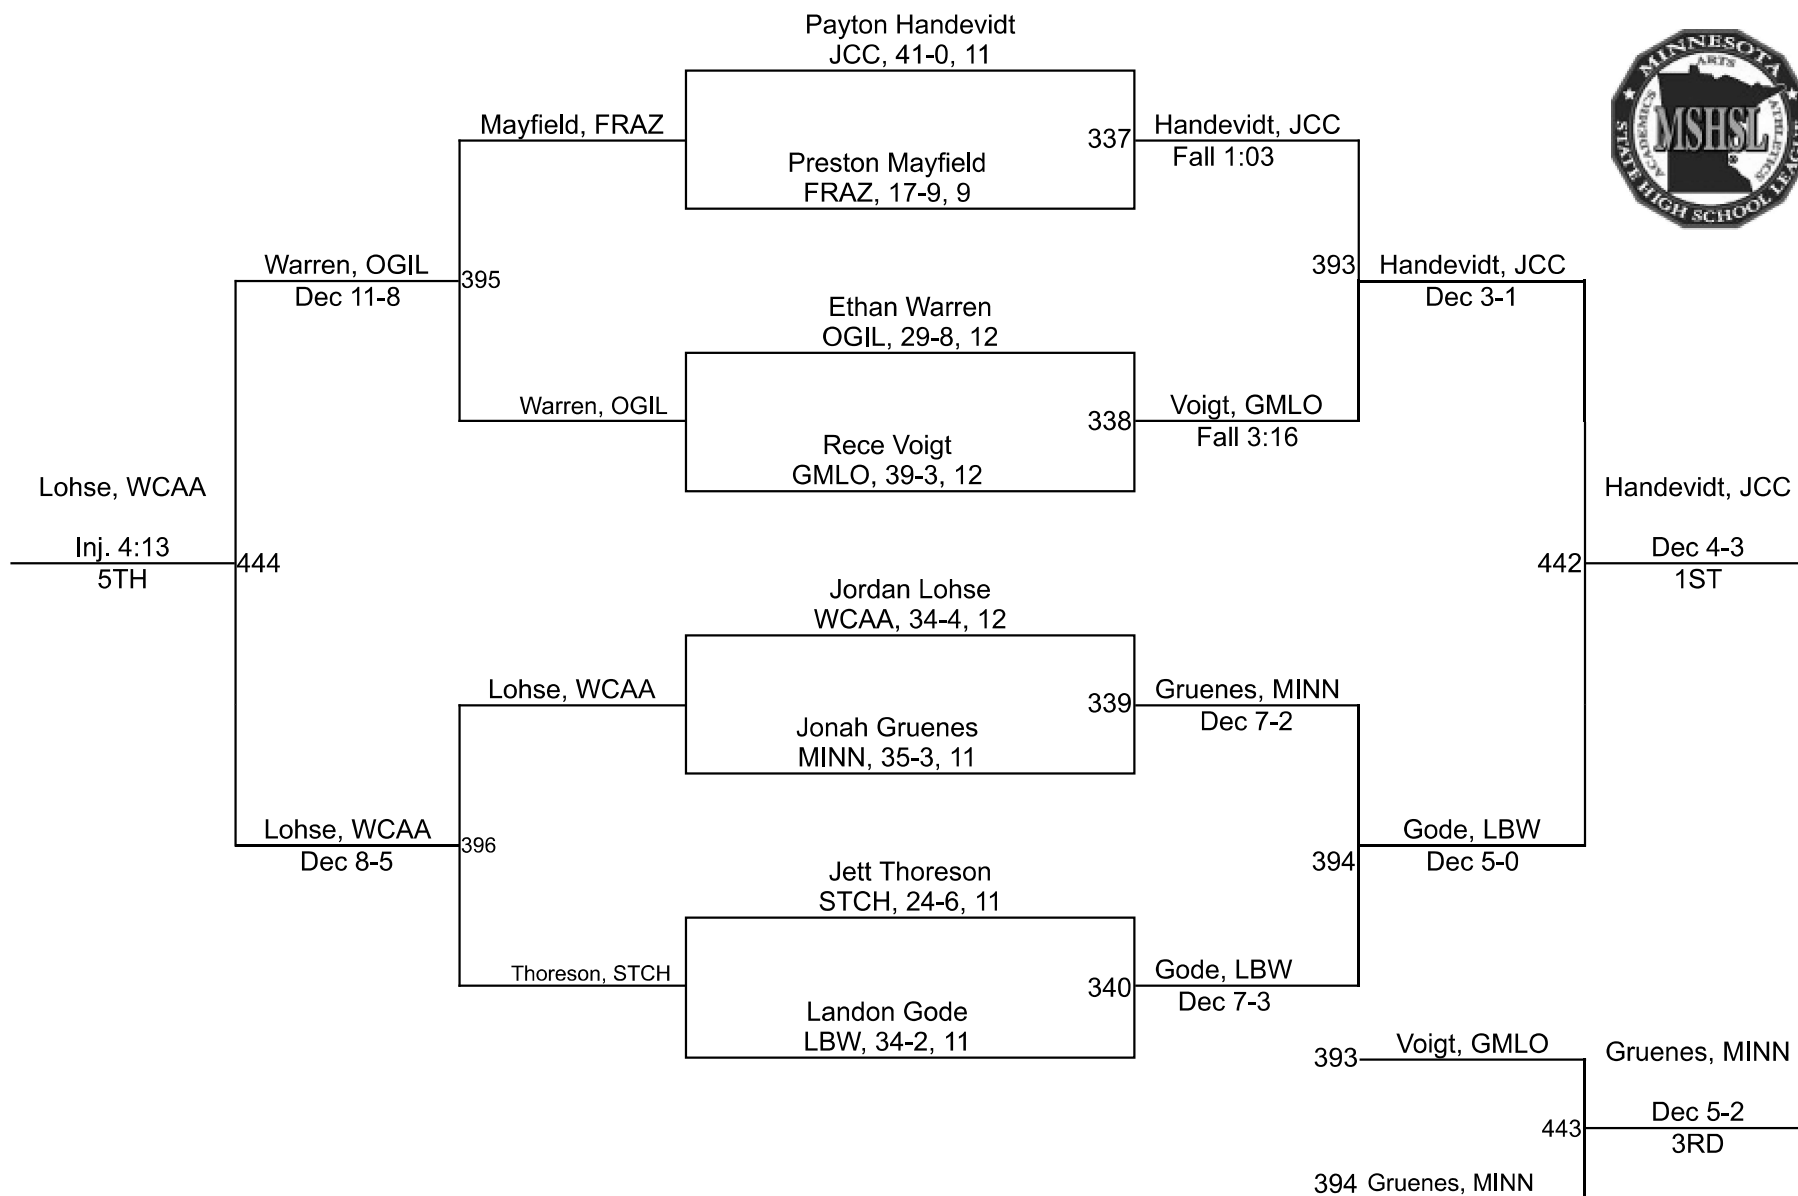 Payton Handevidt
JCC, 41-0, 11
MINNESOTA
STATE HIGH SCHOOL LEAGUE
ARTS
ACADEMICS
ATHLETICS
MSHSL
®
Mayfield, FRAZ
337
Handevidt, JCC
Fall 1:03
Preston Mayfield
FRAZ, 17-9, 9
Warren, OGIL
Dec 11-8
395
393
Handevidt, JCC
Dec 3-1
Ethan Warren
OGIL, 29-8, 12
Warren, OGIL
338
Voigt, GMLO
Fall 3:16
Rece Voigt
GMLO, 39-3, 12
Lohse, WCAA
Inj. 4:13
5TH
444
442
Handevidt, JCC
Dec 4-3
1ST
Jordan Lohse
WCAA, 34-4, 12
Lohse, WCAA
339
Gruenes, MINN
Dec 7-2
Jonah Gruenes
MINN, 35-3, 11
Lohse, WCAA
Dec 8-5
396
394
Gode, LBW
Dec 5-0
Jett Thoreson
STCH, 24-6, 11
Thoreson, STCH
340
Gode, LBW
Dec 7-3
Landon Gode
LBW, 34-2, 11
393
Voigt, GMLO
Gruenes, MINN
443
Dec 5-2
3RD
394
Gruenes, MINN